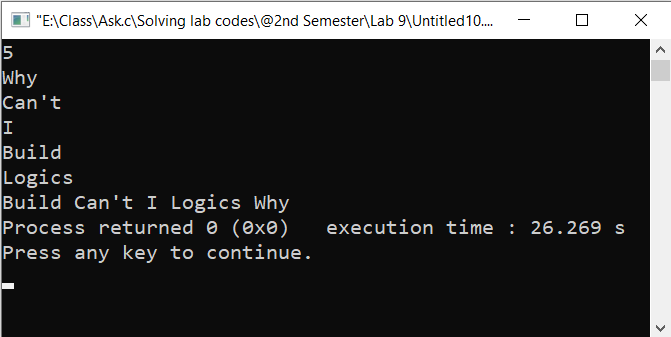 "E:\Class\Ask.c\Solving lab codes\@2nd Semester\Lab 9\Untitled10....
5
Why
Can't
I
Build
Logics
Build Can't I Logics Why
Process returned 0 (0x0)   execution time : 26.269 s
Press any key to continue.